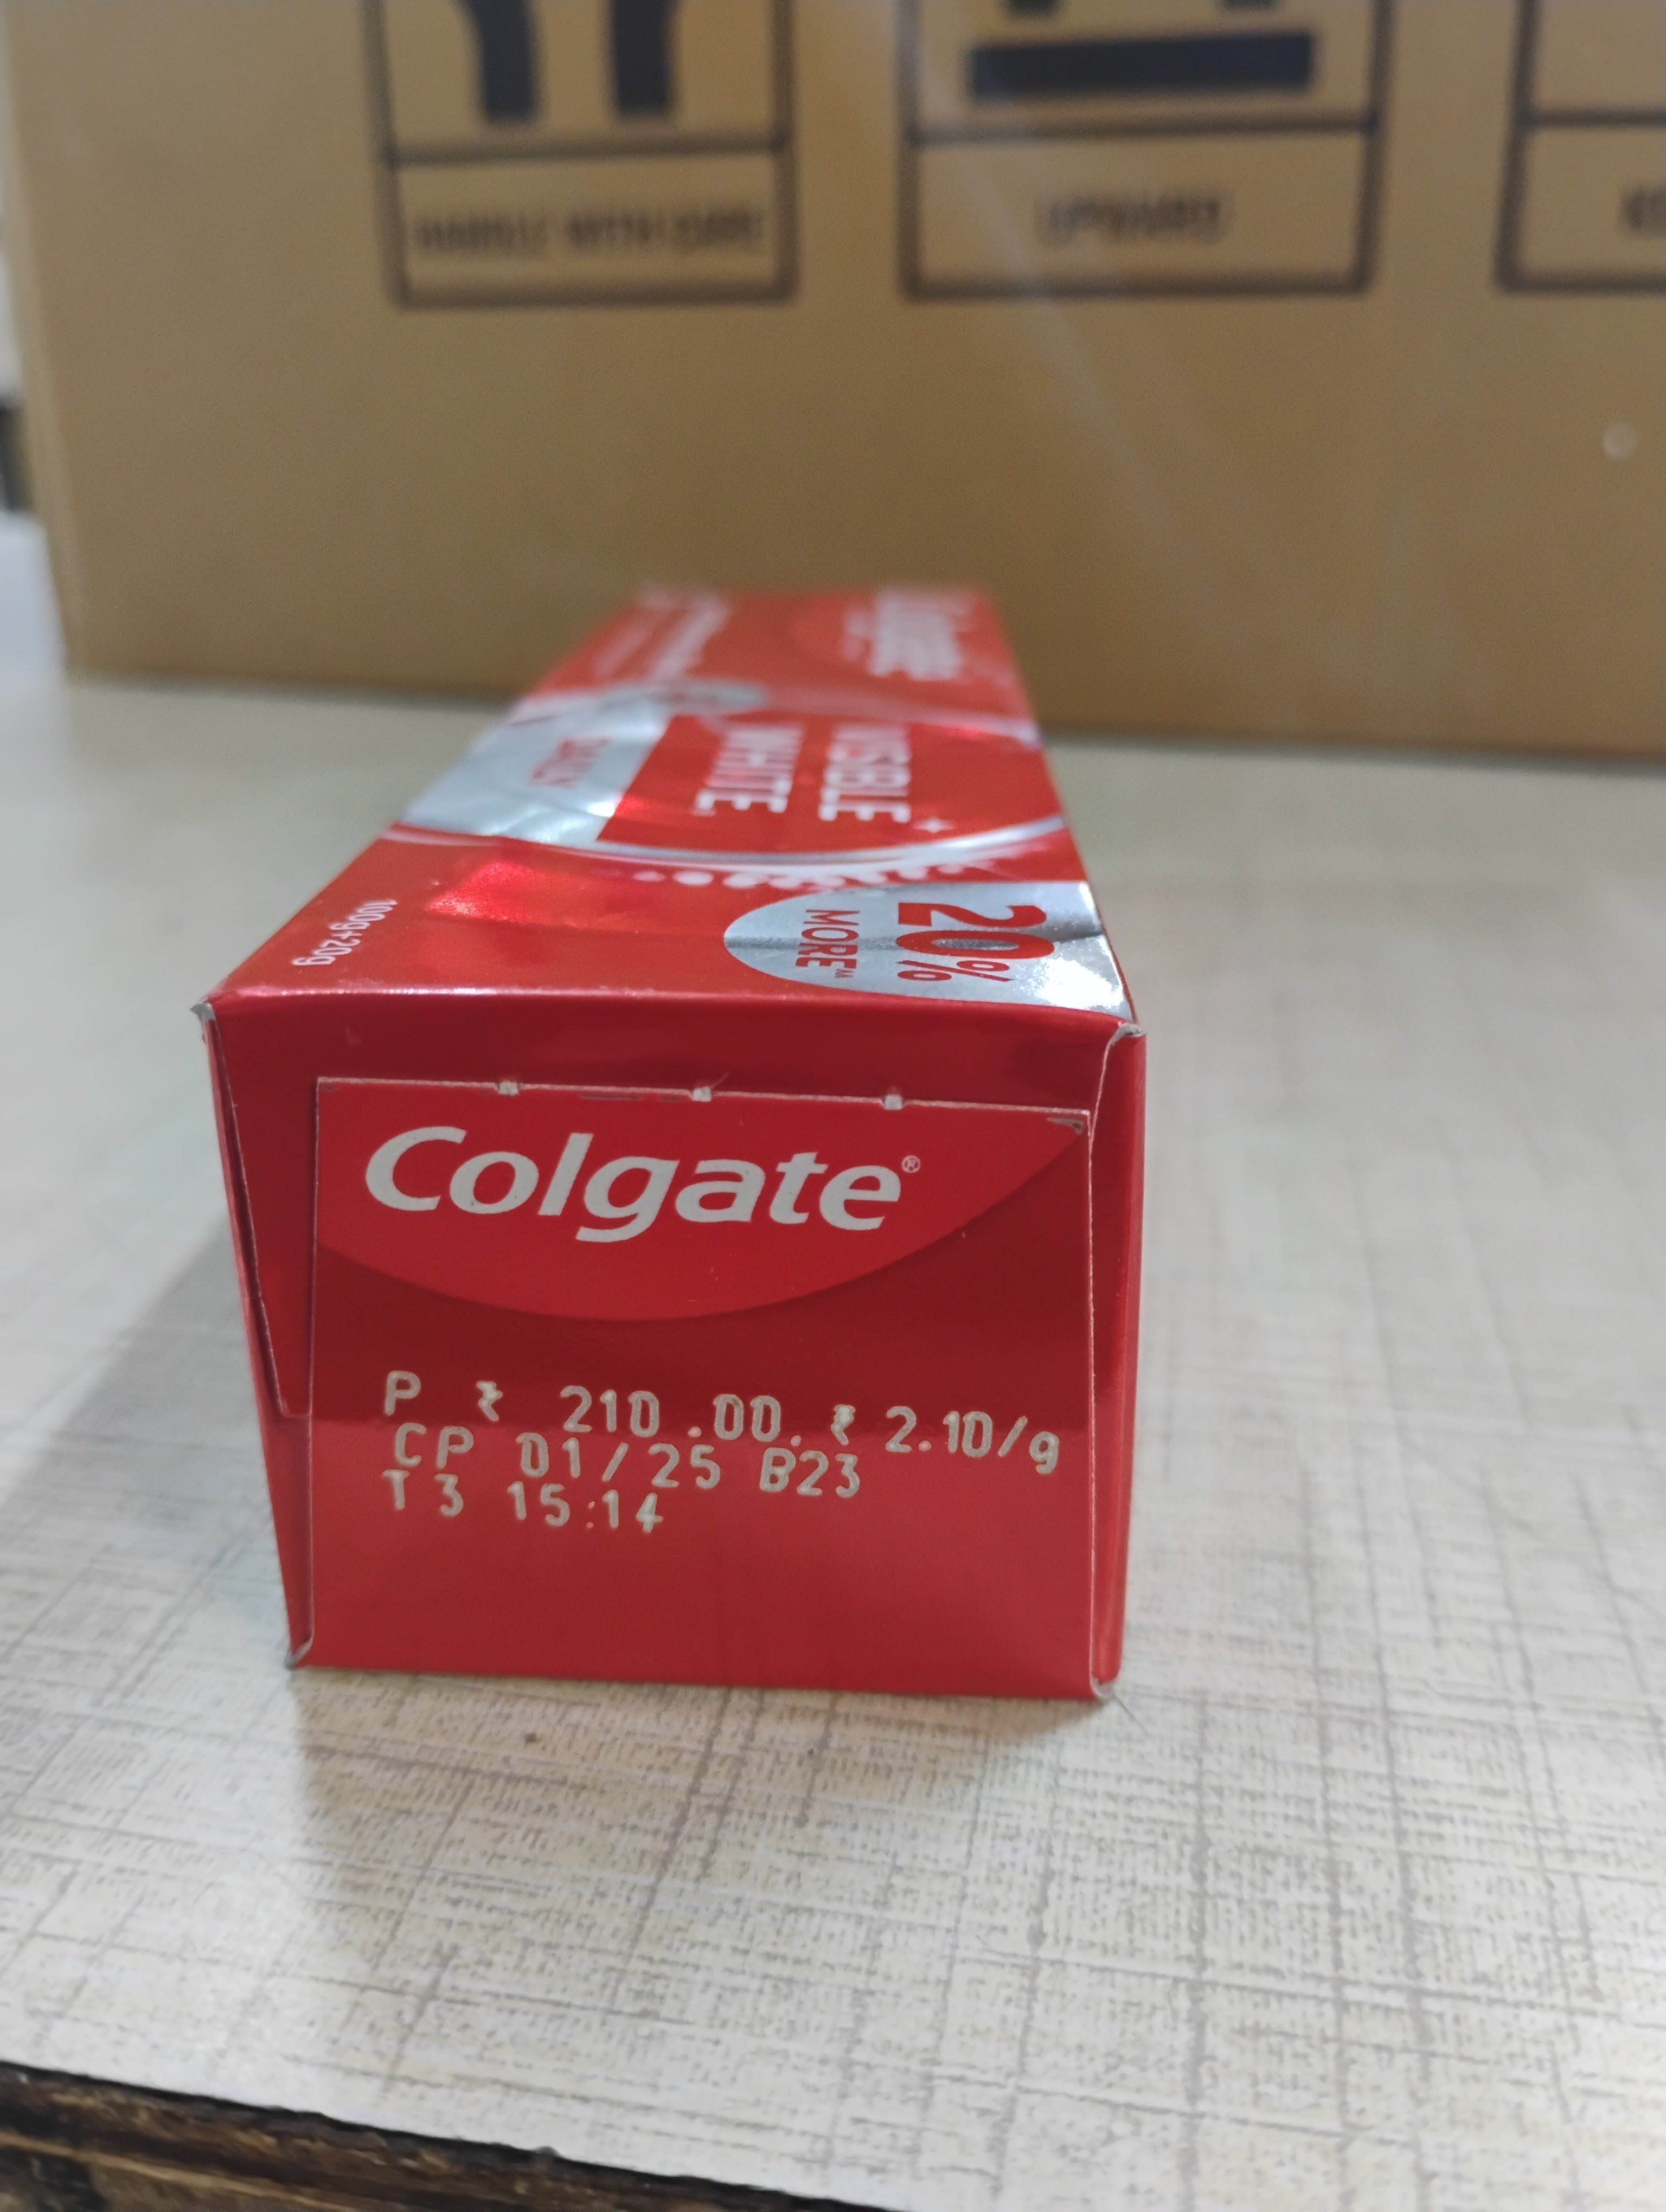 HANDLE WITH CARE
UPWARD
VISIBLE
WHITE
DAILY
20%
MORE^^
100g+20g
Colgate®
P ₹ 210.00. ₹ 2.10/g
CP 01/25 B23
T3 15:14